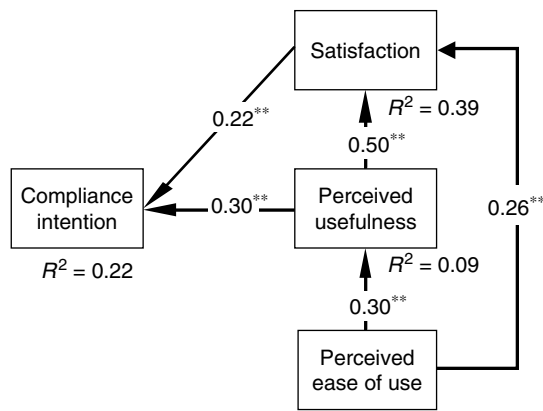 Satisfaction
R² = 0.39
0.22**
0.50**
Compliance
intention
0.30**
Perceived
usefulness
0.26**
R² = 0.22
R² = 0.09
0.30**
Perceived
ease of use